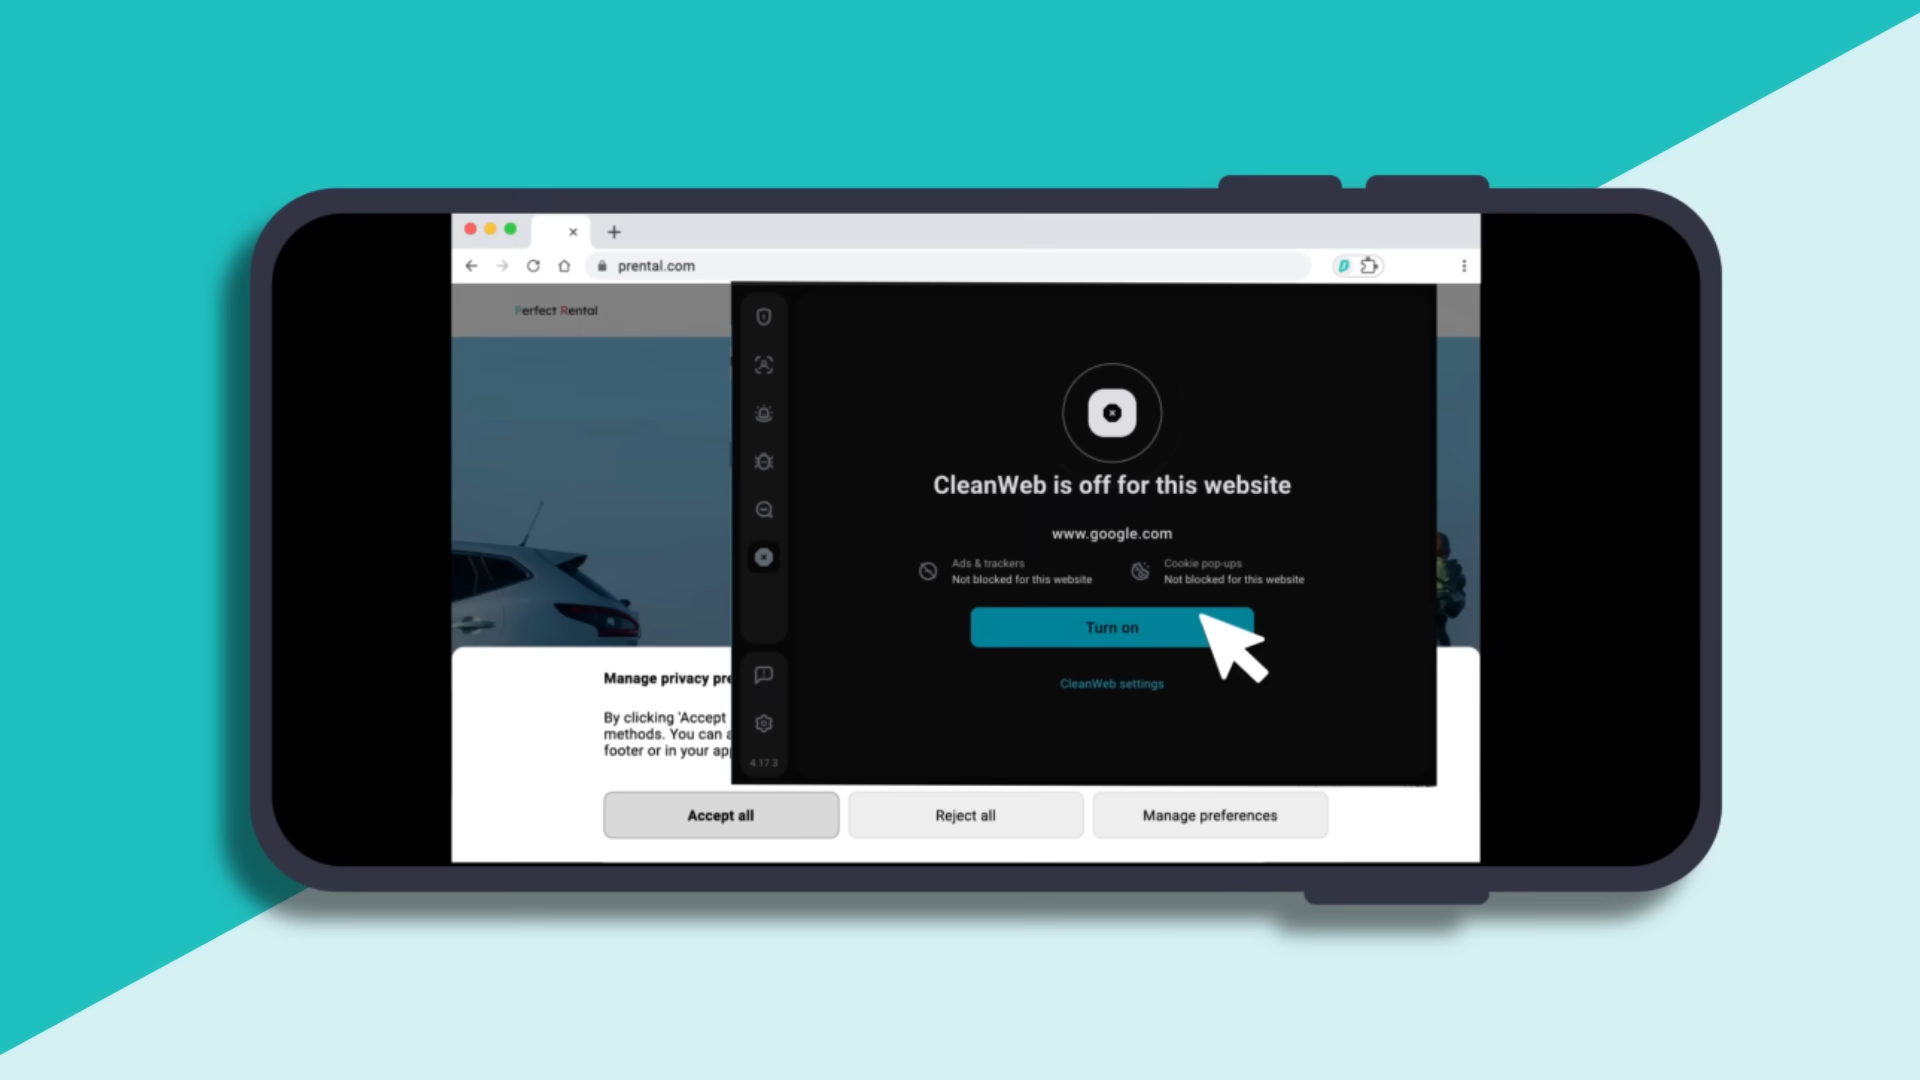 prental.com
Perfect Rental
CleanWeb is off for this website
www.google.com
Ads & trackers
Not blocked for this website
Cookie pop-ups
Not blocked for this website
Turn on
CleanWeb settings
4.17.3
Manage privacy pre
By clicking 'Accept
methods. You can a
footer or in your app
Accept all
Reject all
Manage preferences